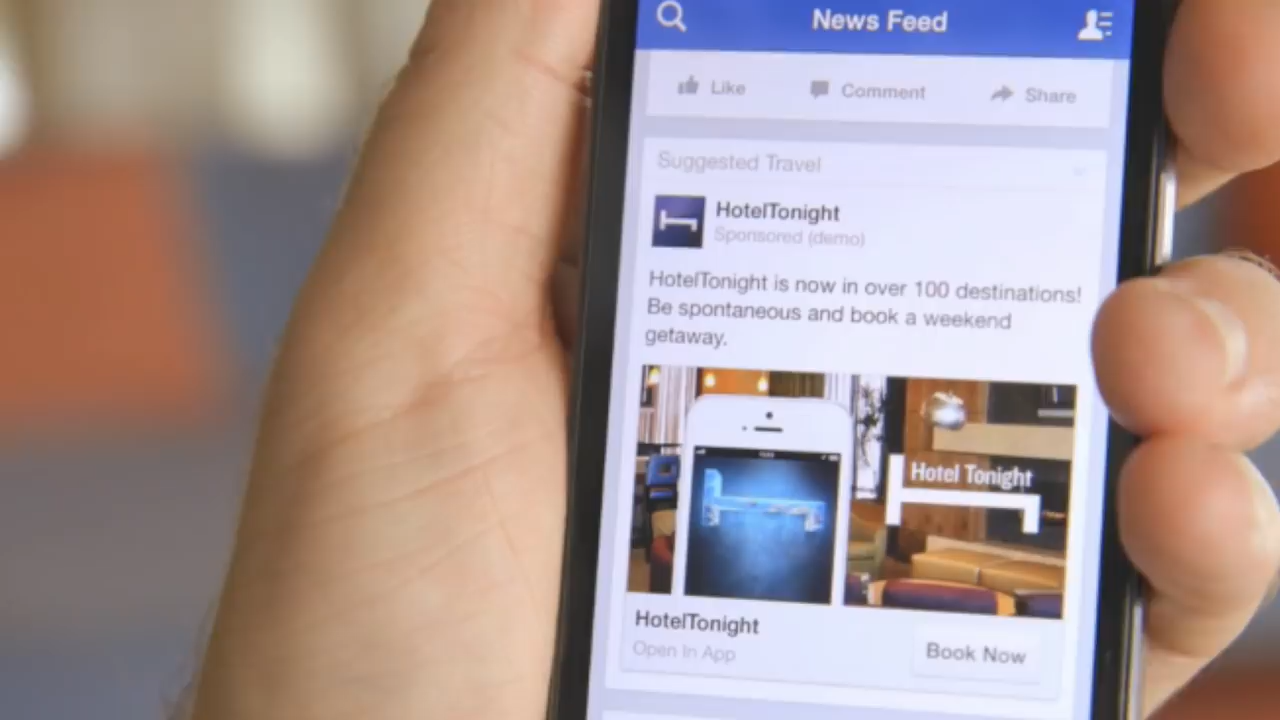 News Feed
Like Comment Share
Suggested Travel
HotelTonight
Sponsored (demo)
HotelTonight is now in over 100 destinations!
Be spontaneous and book a weekend
getaway.
Hotel Tonight
HotelTonight
Open In App
Book Now